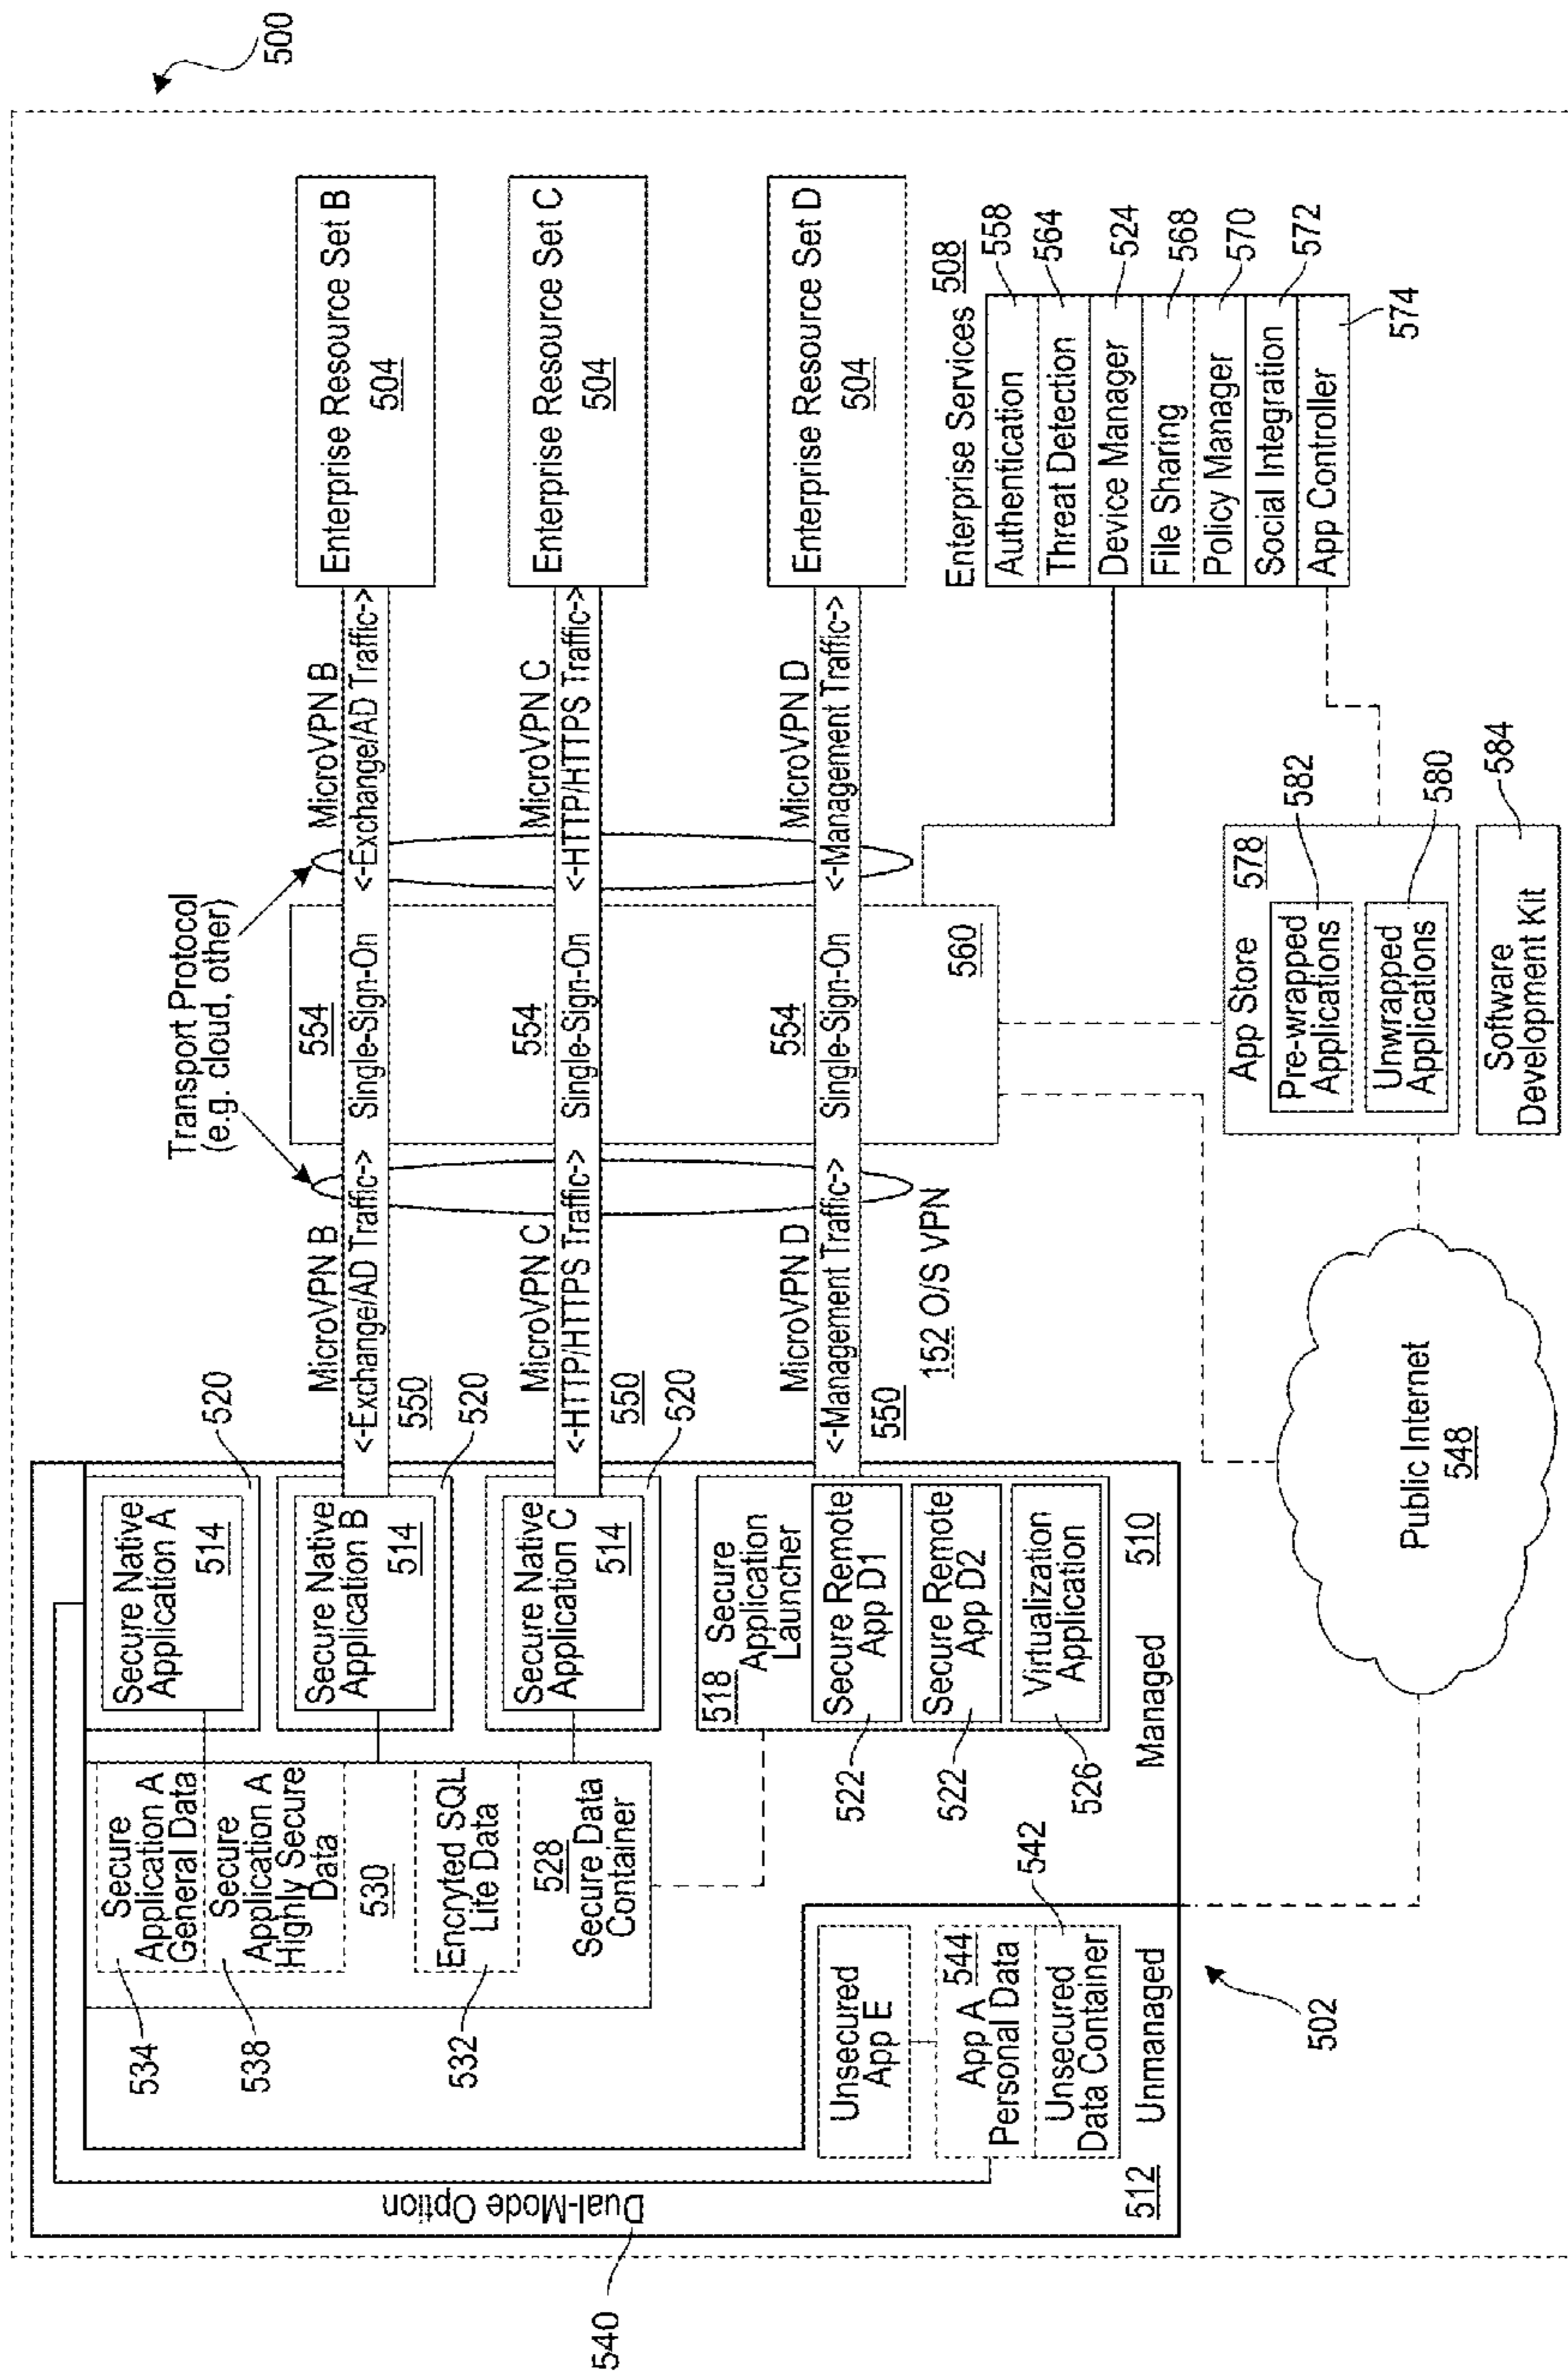 500
Dual-Mode Option
540
534
538
532
Secure
Application A
General Data
Secure
Application A
Highly Secure
Data
530
Encryted SQL
Lite Data
528
Secure Data
Container
Secure Native
Application A
514
520
Secure Native
Application B
514
520
Secure Native
Application C
514
520
518 Secure
Application
Launcher
Secure Remote
App D1
522
Secure Remote
App D2
522
Virtualization
Application
526
Managed
510
Unsecured
App E
App A 544
Personal Data
Unsecured
Data Container
542
512
Unmanaged
502
MicroVPN B
<-Exchange/AD Traffic->
550
MicroVPN C
<-HTTP/HTTPS Traffic->
550
MicroVPN D
<-Management Traffic->
550
152 O/S VPN
Transport Protocol
(e.g. cloud, other)
554
Single-Sign-On
554
Single-Sign-On
554
Single-Sign-On
560
MicroVPN B
<-Exchange/AD Traffic->
MicroVPN C
<-HTTP/HTTPS Traffic->
MicroVPN D
<-Management Traffic->
Enterprise Resource Set B
504
Enterprise Resource Set C
504
Enterprise Resource Set D
504
Enterprise Services 508
Authentication
558
Threat Detection
564
Device Manager
524
File Sharing
568
Policy Manager
570
Social Integration
572
App Controller
574
Public Internet
548
App Store 578
Pre-wrapped
Applications
582
Unwrapped
Applications
580
Software
Development Kit
584